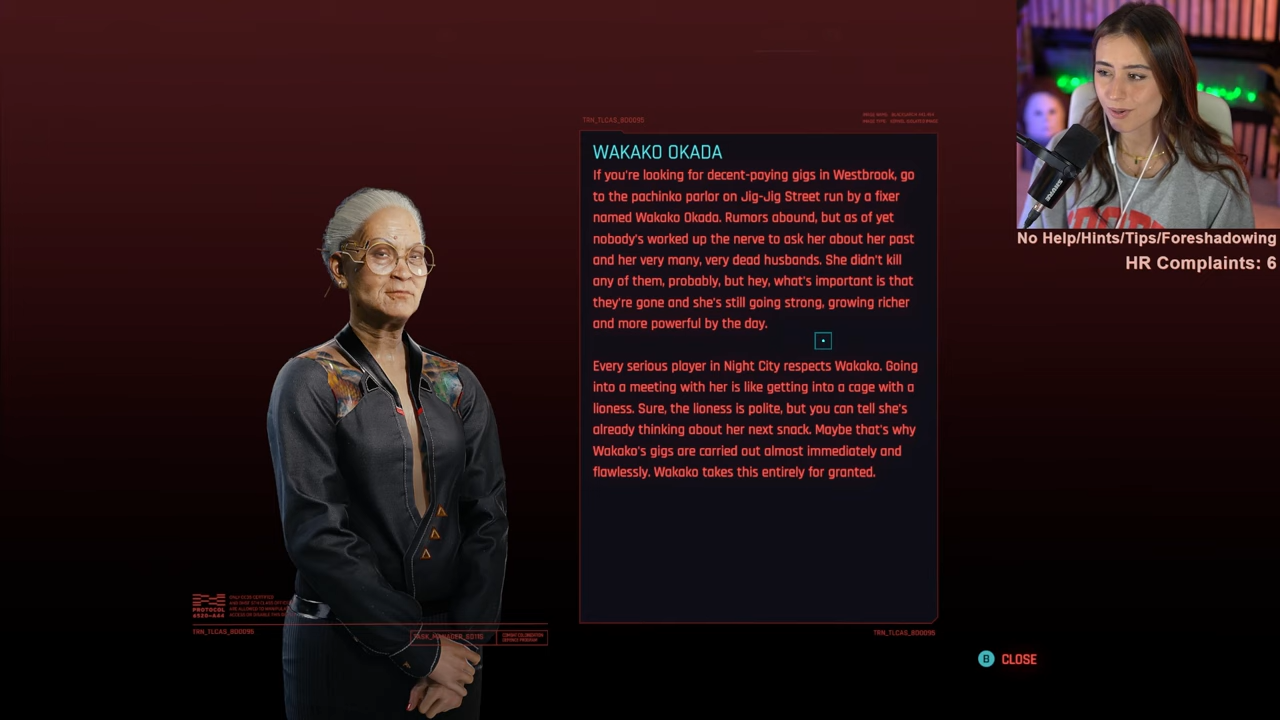 TRN_TLCAS_800095
WAKAKO OKADA
If you're looking for decent-paying gigs in Westbrook, go
to the pachinko parlor on Jig-Jig Street run by a fixer
named Wakako Okada. Rumors abound, but as of yet
nobody's worked up the nerve to ask her about her past
and her very many, very dead husbands. She didn't kill
any of them, probably, but hey, what's important is that
they're gone and she's still going strong, growing richer
and more powerful by the day.
Every serious player in Night City respects Wakako. Going
into a meeting with her is like getting into a cage with a
lioness. Sure, the lioness is polite, but you can tell she's
already thinking about her next snack. Maybe that's why
Wakako's gigs are carried out almost immediately and
flawlessly. Wakako takes this entirely for granted.
No Help/Hints/Tips/Foreshadowing
HR Complaints: 6
PROTOCOL
6520-A44
TRN_TLCAS_800095
TRN_TLCAS_800095
B CLOSE